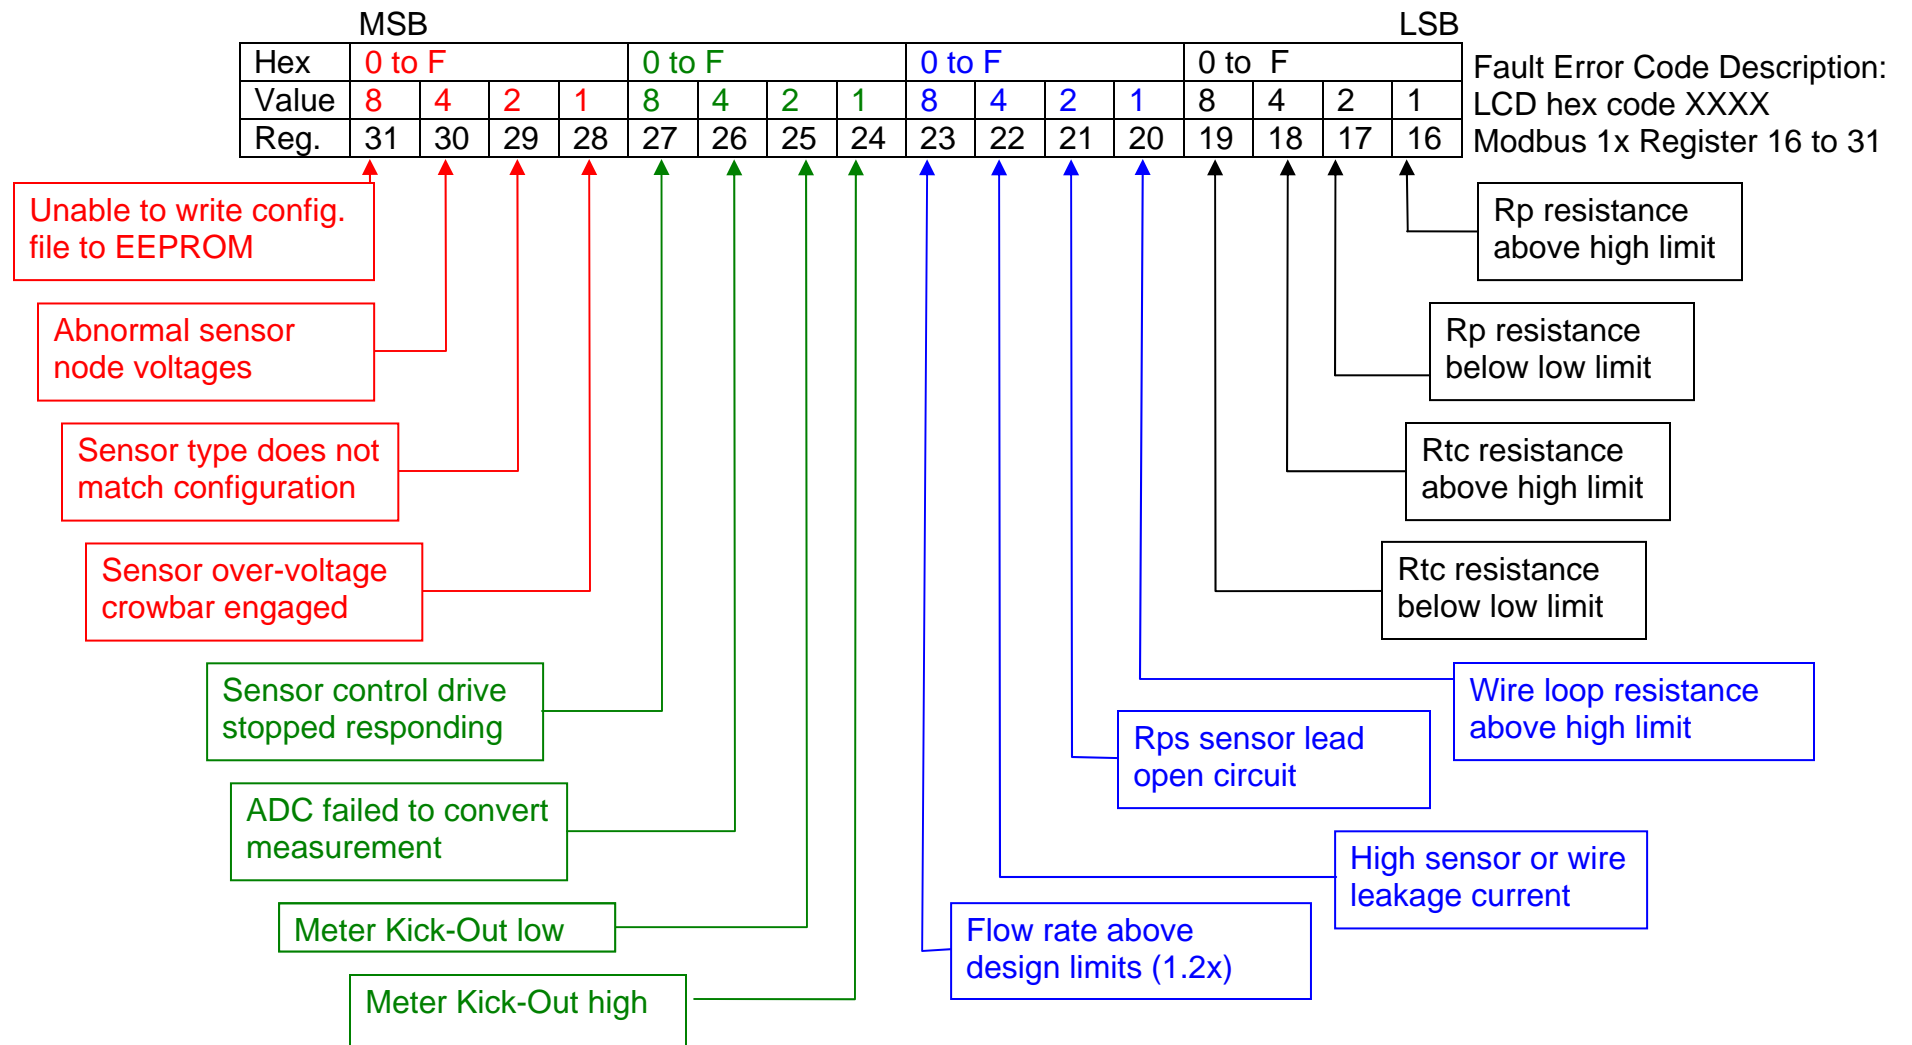 MSB LSB
Hex 0 to F 0 to F 0 to F 0 to F
Value 8 4 2 1 8 4 2 1 8 4 2 1 8 4 2 1
Reg. 31 30 29 28 27 26 25 24 23 22 21 20 19 18 17 16
Fault Error Code Description:
LCD hex code XXXX
Modbus 1x Register 16 to 31
Unable to write config.
file to EEPROM
Abnormal sensor
node voltages
Sensor type does not
match configuration
Sensor over-voltage
crowbar engaged
Sensor control drive
stopped responding
ADC failed to convert
measurement
Meter Kick-Out low
Meter Kick-Out high
Rp resistance
above high limit
Rp resistance
below low limit
Rtc resistance
above high limit
Rtc resistance
below low limit
Wire loop resistance
above high limit
Rps sensor lead
open circuit
High sensor or wire
leakage current
Flow rate above
design limits (1.2x)